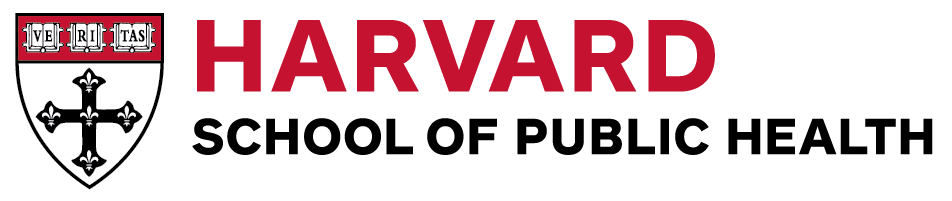 VE RI TAS
HARVARD
SCHOOL OF PUBLIC HEALTH